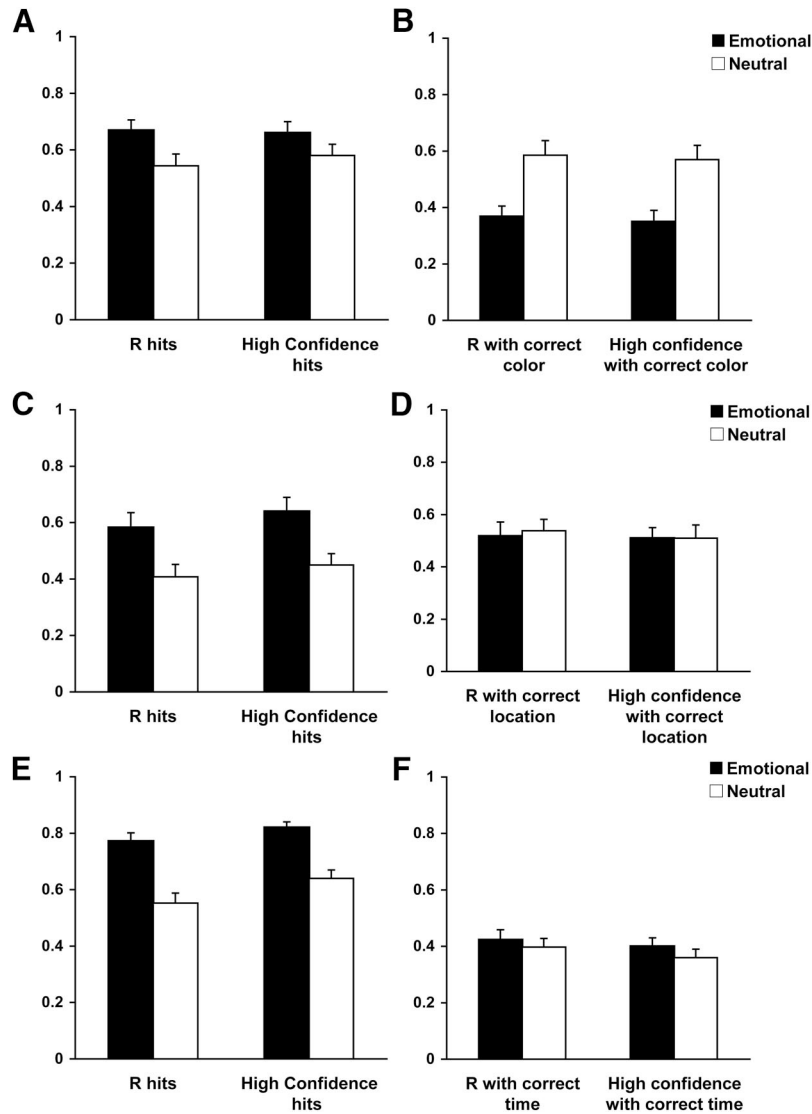 A
1
0.8
0.6
0.4
0.2
0
R hits
High Confidence
hits
B
Emotional
Neutral
1
0.8
0.6
0.4
0.2
0
R with correct
color
High confidence
with correct color
C
1
0.8
0.6
0.4
0.2
0
R hits
High Confidence
hits
D
Emotional
Neutral
1
0.8
0.6
0.4
0.2
0
R with correct
location
High confidence
with correct
location
E
1
0.8
0.6
0.4
0.2
0
R hits
High Confidence
hits
F
Emotional
Neutral
1
0.8
0.6
0.4
0.2
0
R with correct
time
High confidence
with correct time